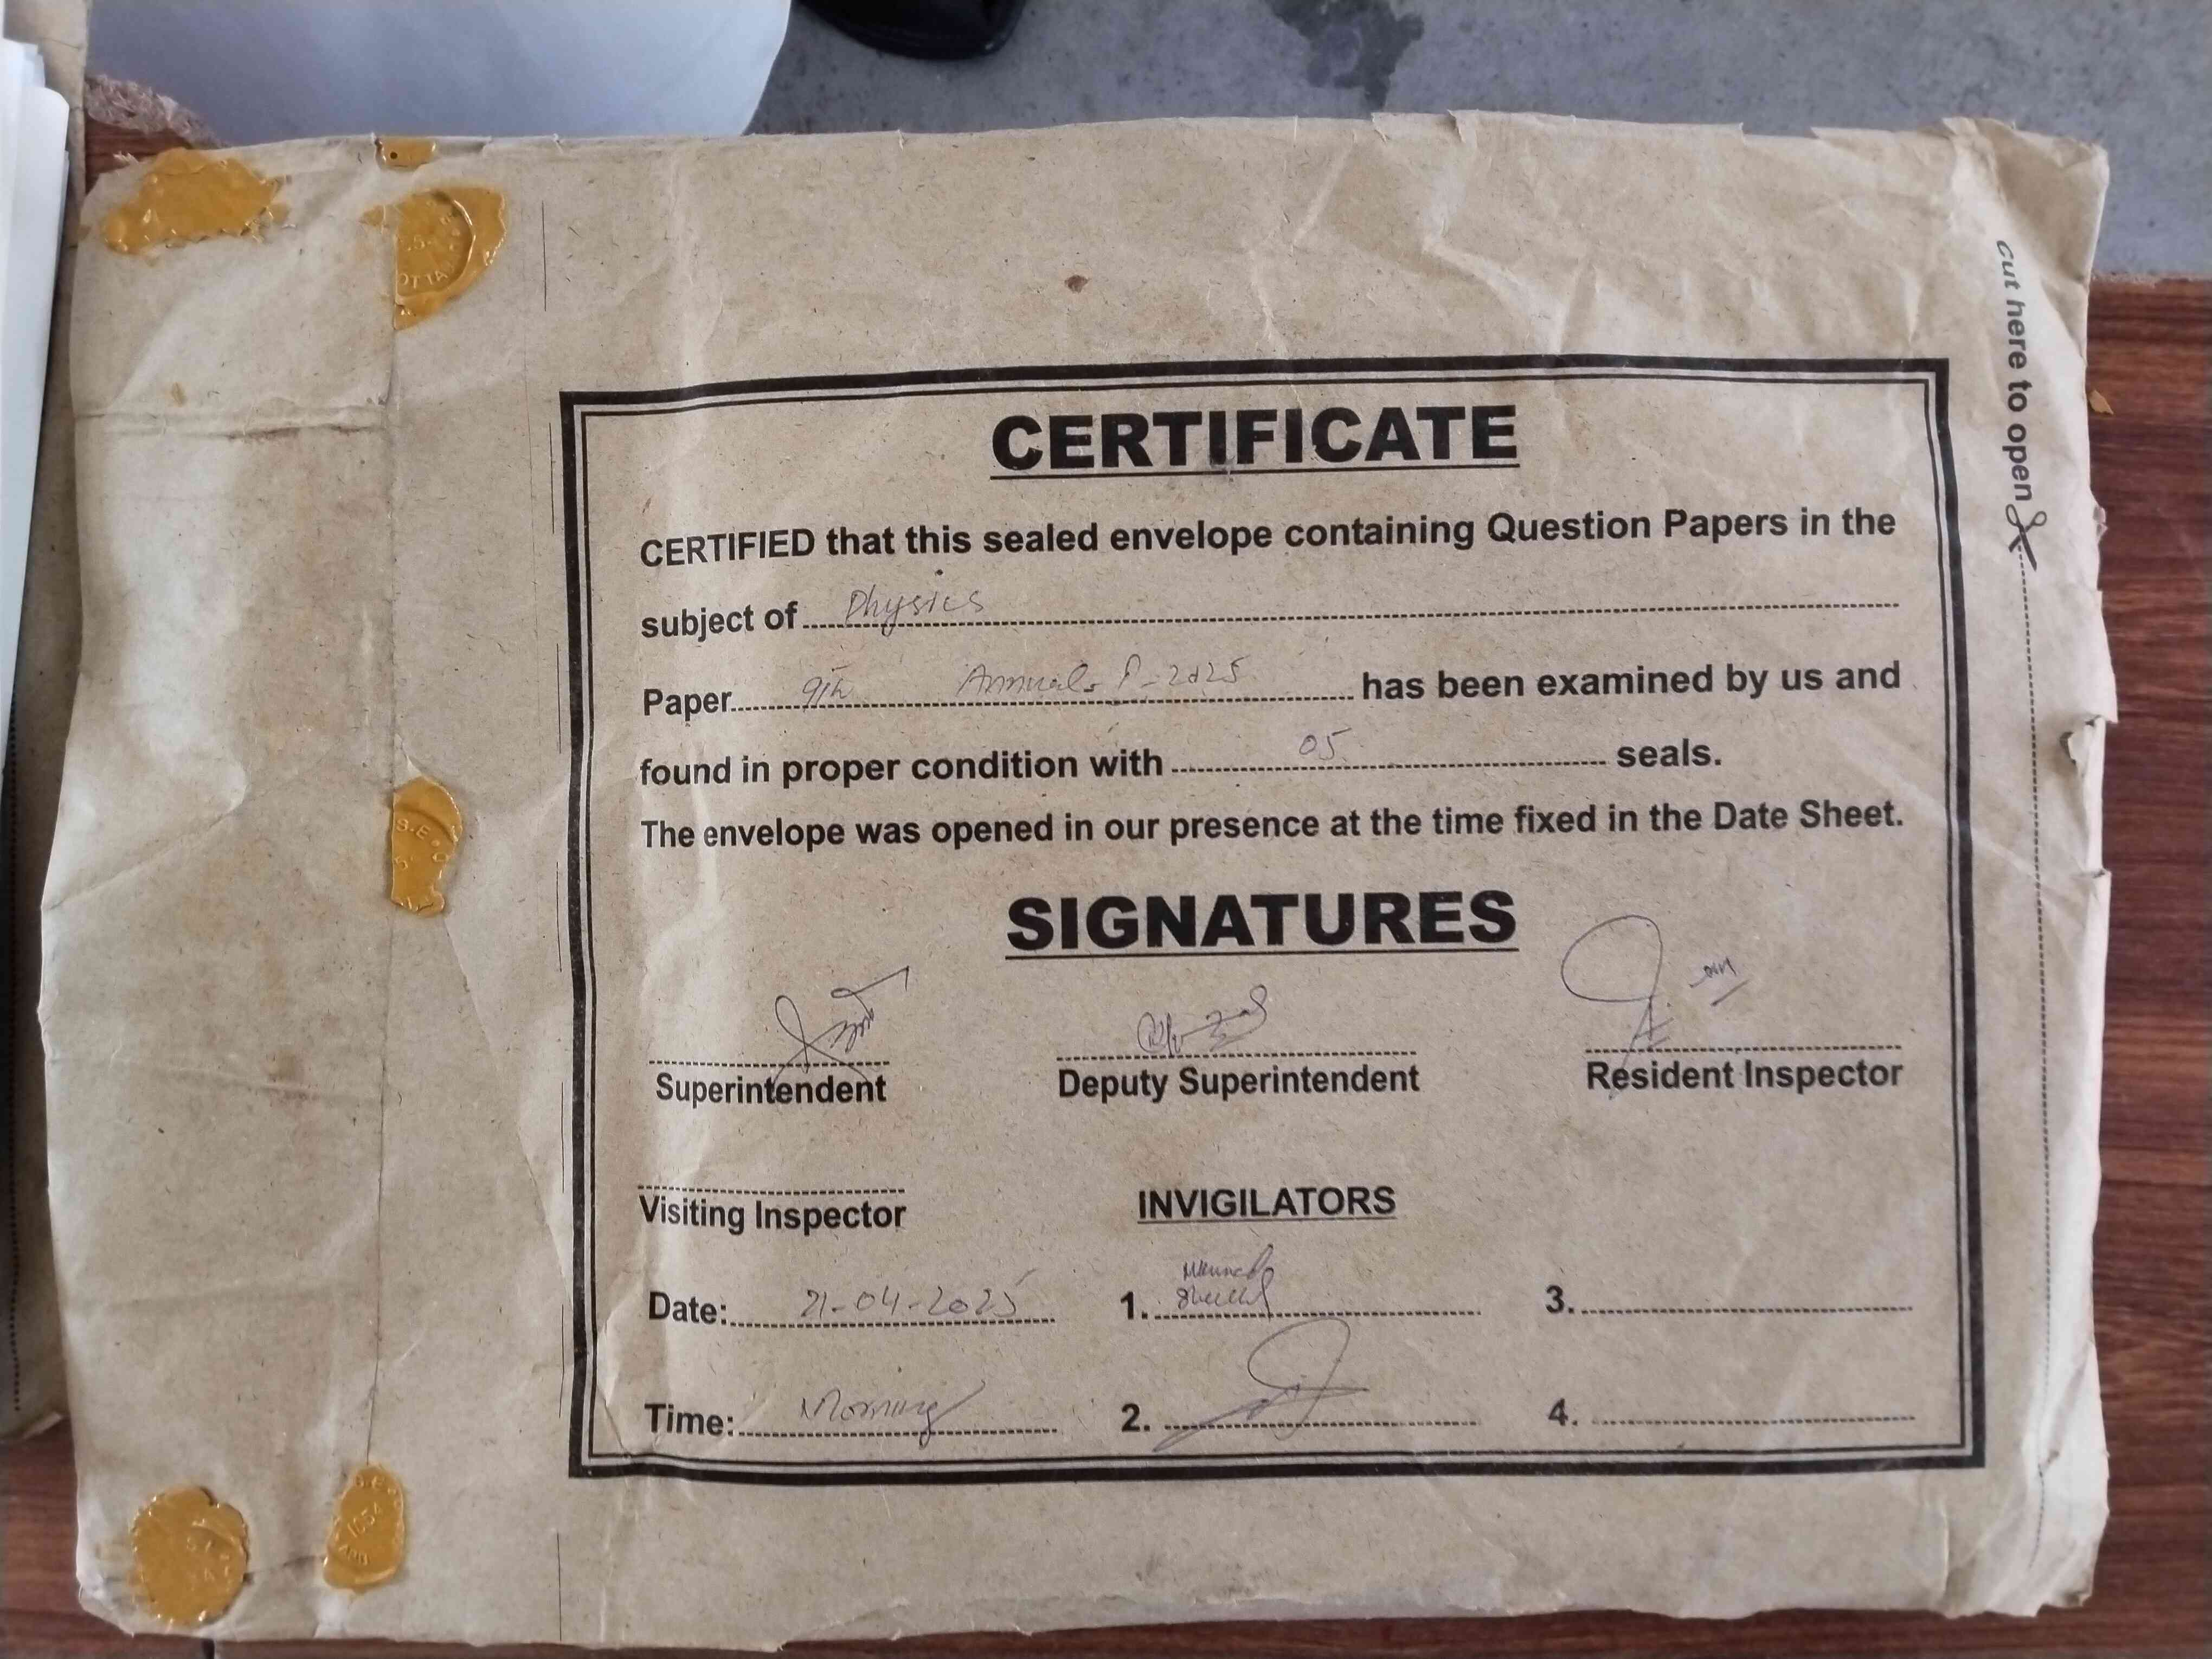 Cut here to open
CERTIFICATE
CERTIFIED that this sealed envelope containing Question Papers in the
subject of Physics
Paper 9th Annual- P-2025 has been examined by us and
found in proper condition with 05 seals.
The envelope was opened in our presence at the time fixed in the Date Sheet.
SIGNATURES
Superintendent Deputy Superintendent Resident Inspector
Visiting Inspector INVIGILATORS
Date: 21-04-2025 1. 3.
Time: Morning 2. 4.
S.E.
1654